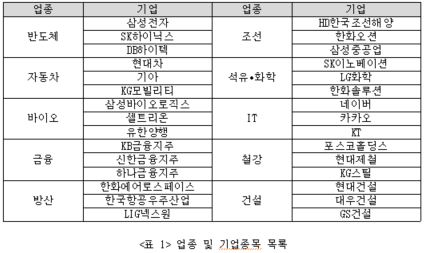 업종 기업 업종 기업
반도체 삼성전자 조선 HD한국조선해양
SK하이닉스 한화오션
DB하이텍 삼성중공업
자동차 현대차 석유•화학 SK이노베이션
기아 LG화학
KG모빌리티 한화솔루션
바이오 삼성바이오로직스 IT 네이버
셀트리온 카카오
유한양행 KT
금융 KB금융지주 철강 포스코홀딩스
신한금융지주 현대제철
하나금융지주 KG스틸
방산 한화에어로스페이스 건설 현대건설
한국항공우주산업 대우건설
LIG넥스원 GS건설
<표 1> 업종 및 기업종목 목록